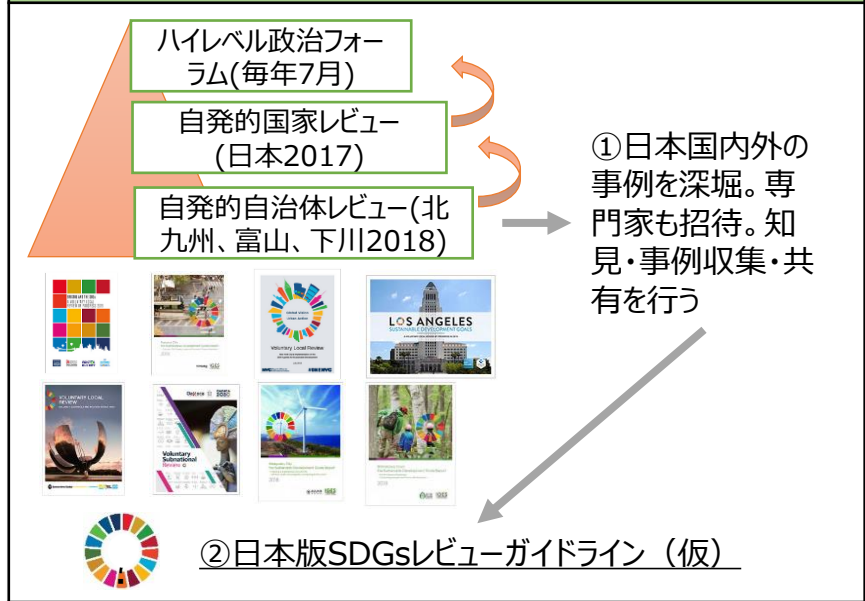 ハイレベル政治フォー
ラム(毎年7月)
自発的国家レビュー
(日本2017)
自発的自治体レビュー(北
九州、富山、下川2018)
①日本国内外の
事例を深堀。専
門家も招待。知
見・事例収集・共
有を行う
Voluntary Local Review
LOS ANGELES
SUSTAINABLE DEVELOPMENT GOALS
VOLUNTARY LOCAL
REVIEW
Voluntary
Subnational
Review
2018
2018
2018
②日本版SDGsレビューガイドライン（仮）